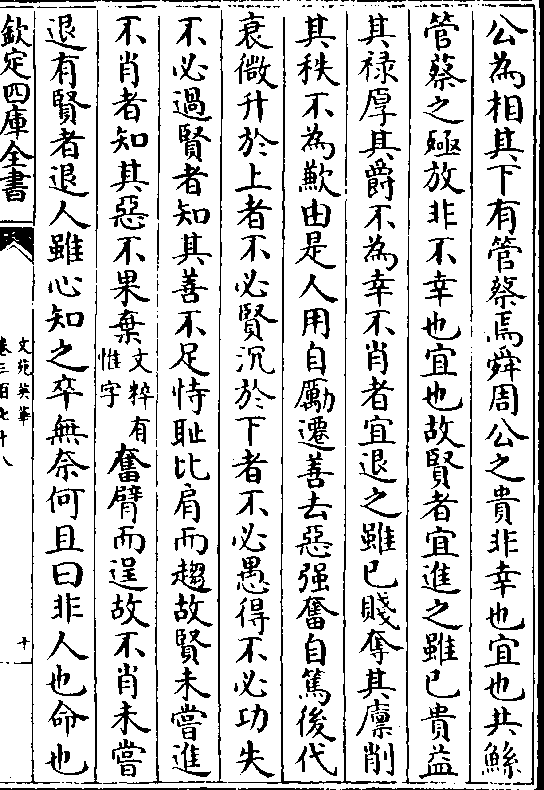 公為相其下有管蔡焉舜周公之貴非幸也宜也共鯀
管蔡之殛放非不幸也宜也故賢者宜進之雖已貴益
其祿厚其爵不為幸不肖者宜退之雖已賤奪其廪削
其秩不為歉由是人用自勵遷善去惡强奮自篤後代
衰微升於上者不必賢沉於下者不必愚得不必功失
不必過賢者知其善不足恃耻比肩而趨故賢未嘗進
不肖者知其惡不果棄文粹有惟字奮臂而逞故不肖未嘗
退有賢者退人雖心知之卒無奈何且曰非人也命也
欽定四庫全書
文苑英華
卷三百七十八
十